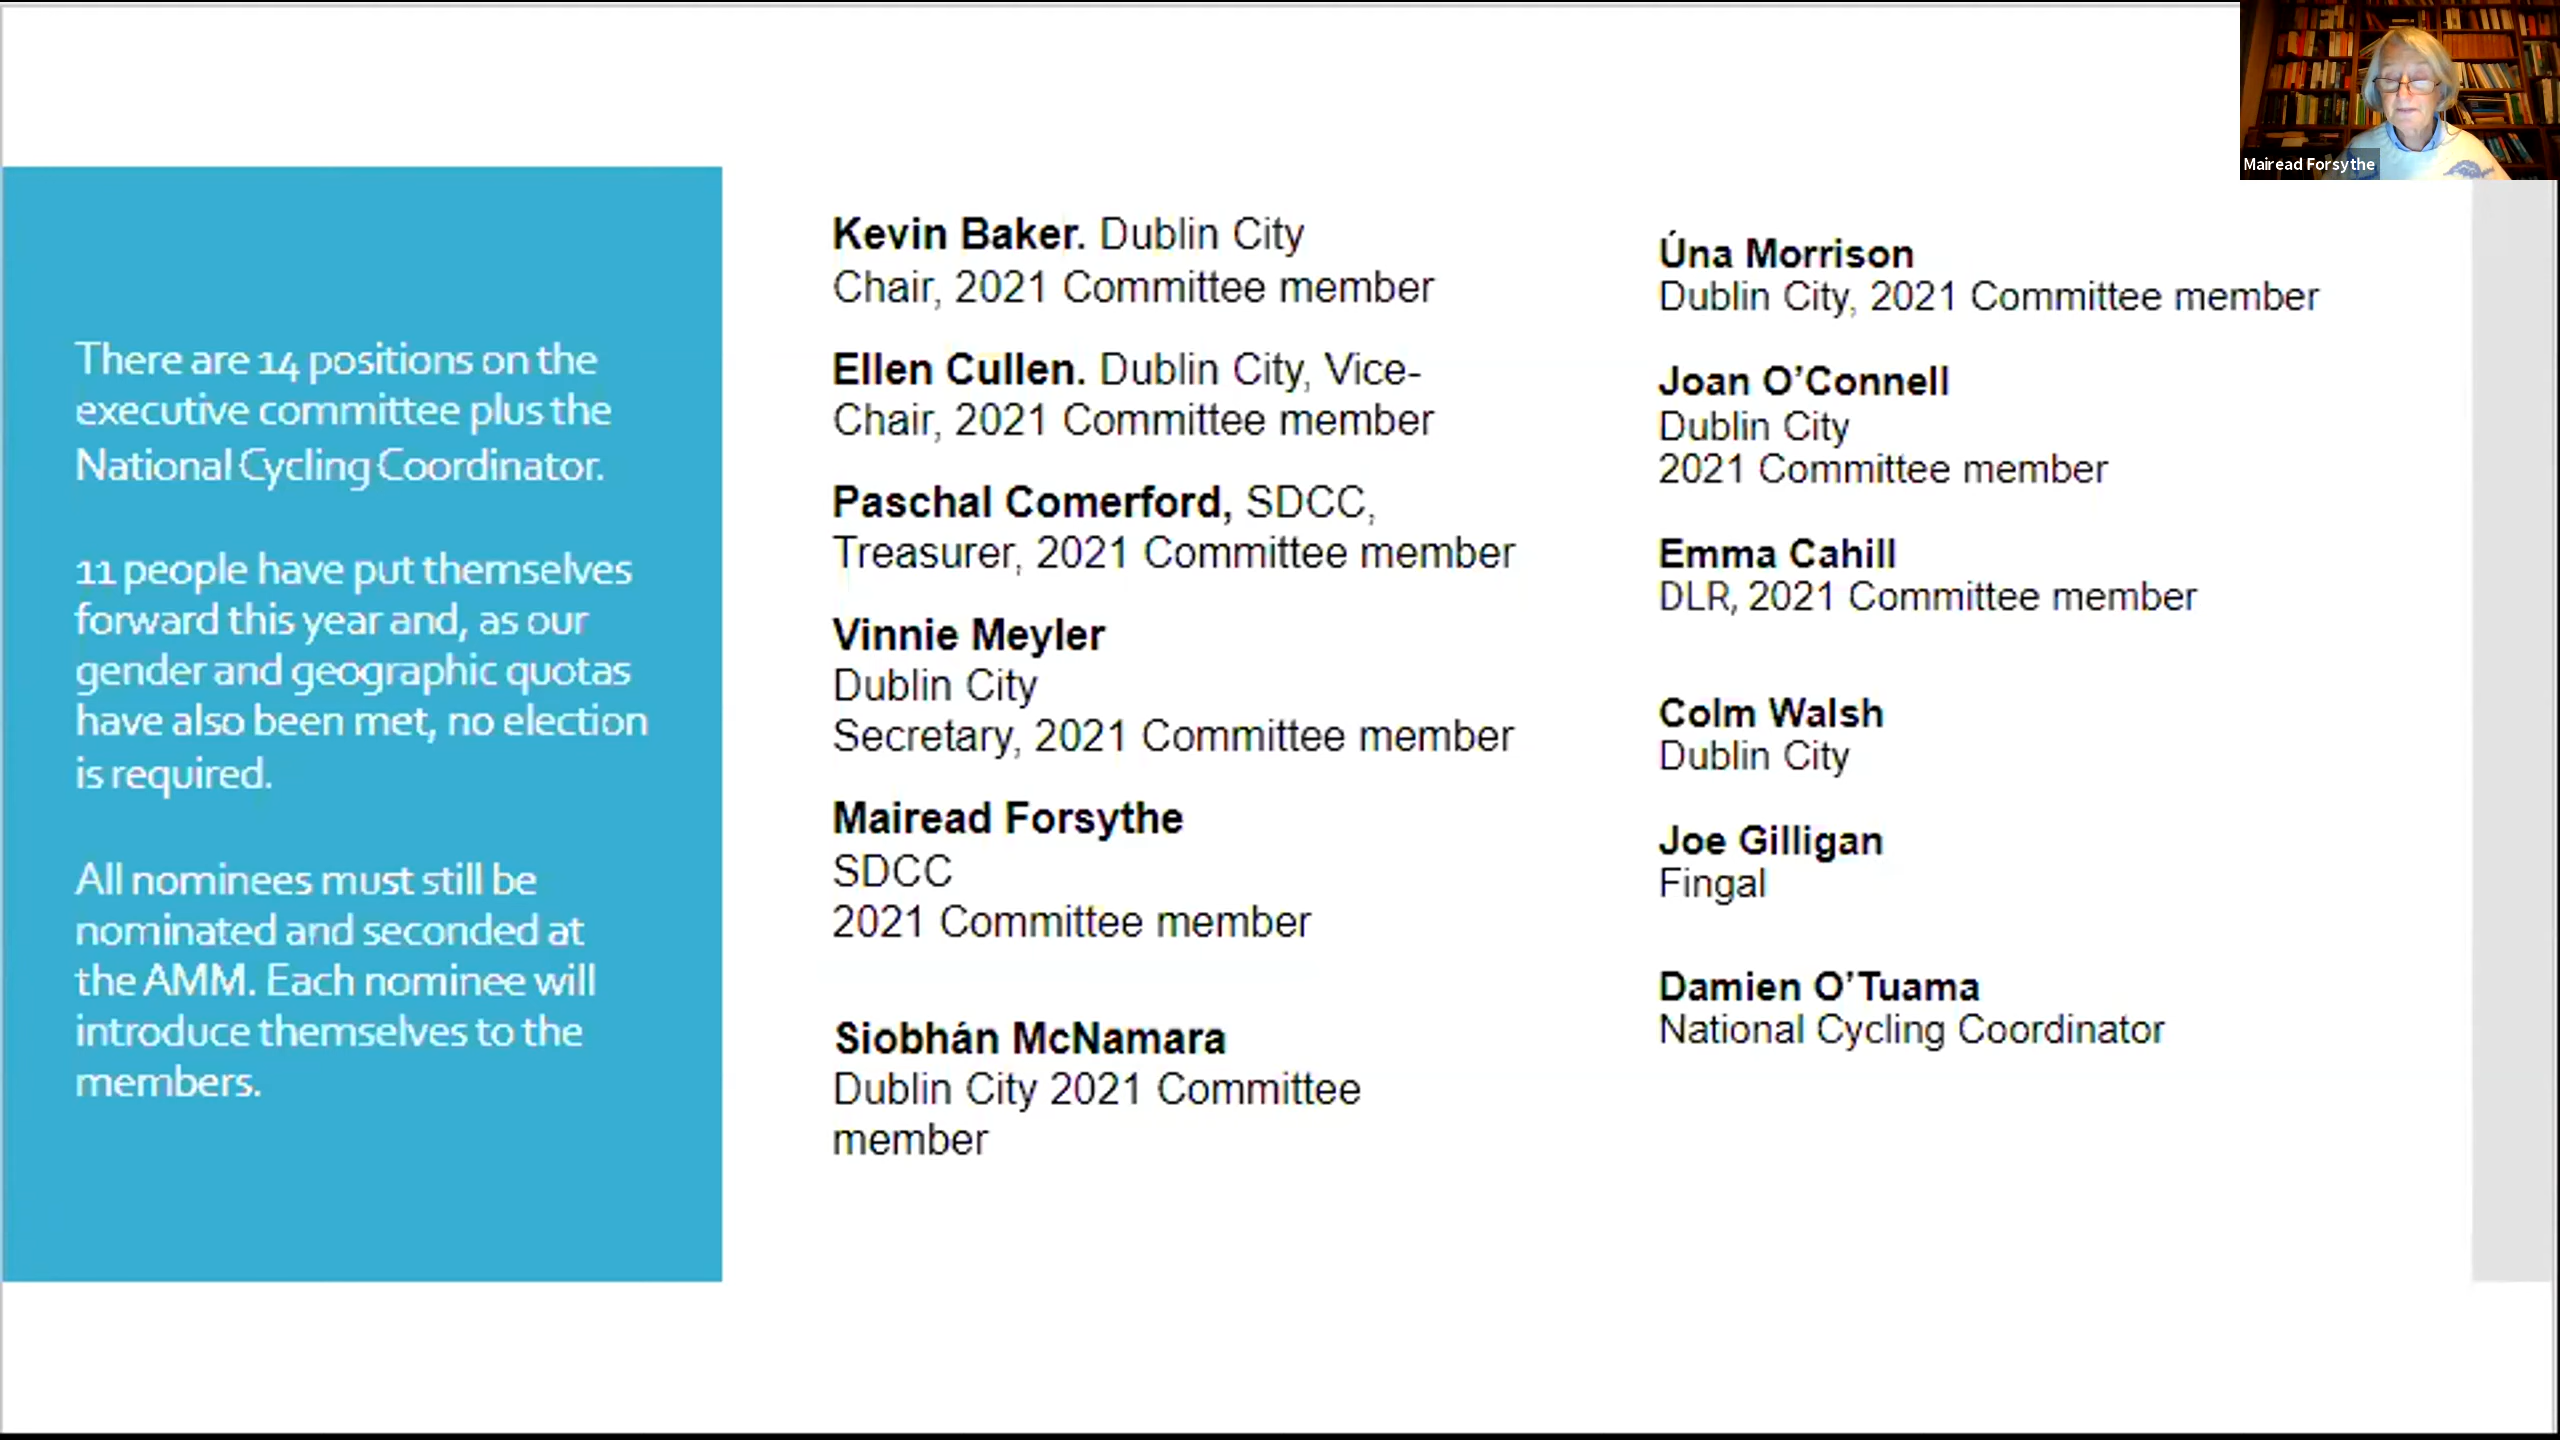 There are 14 positions on the
executive committee plus the
National Cycling Coordinator.
11 people have put themselves
forward this year and, as our
gender and geographic quotas
have also been met, no election
is required.
All nominees must still be
nominated and seconded at
the AMM. Each nominee will
introduce themselves to the
members.
Kevin Baker. Dublin City
Chair, 2021 Committee member
Ellen Cullen. Dublin City, Vice-
Chair, 2021 Committee member
Paschal Comerford, SDCC,
Treasurer, 2021 Committee member
Vinnie Meyler
Dublin City
Secretary, 2021 Committee member
Mairead Forsythe
SDCC
2021 Committee member
Siobhán McNamara
Dublin City 2021 Committee
member
Úna Morrison
Dublin City, 2021 Committee member
Joan O’Connell
Dublin City
2021 Committee member
Emma Cahill
DLR, 2021 Committee member
Colm Walsh
Dublin City
Joe Gilligan
Fingal
Damien O’Tuama
National Cycling Coordinator
Mairead Forsythe